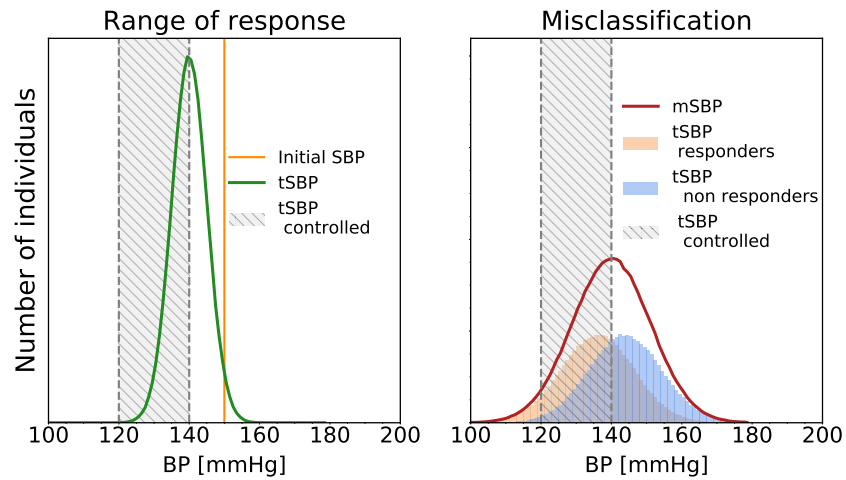 Range of response
Number of individuals
Initial SBP
tSBP
tSBP
controlled
100 120 140 160 180 200
BP [mmHg]
Misclassification
mSBP
tSBP
responders
tSBP
non responders
tSBP
controlled
100 120 140 160 180 200
BP [mmHg]